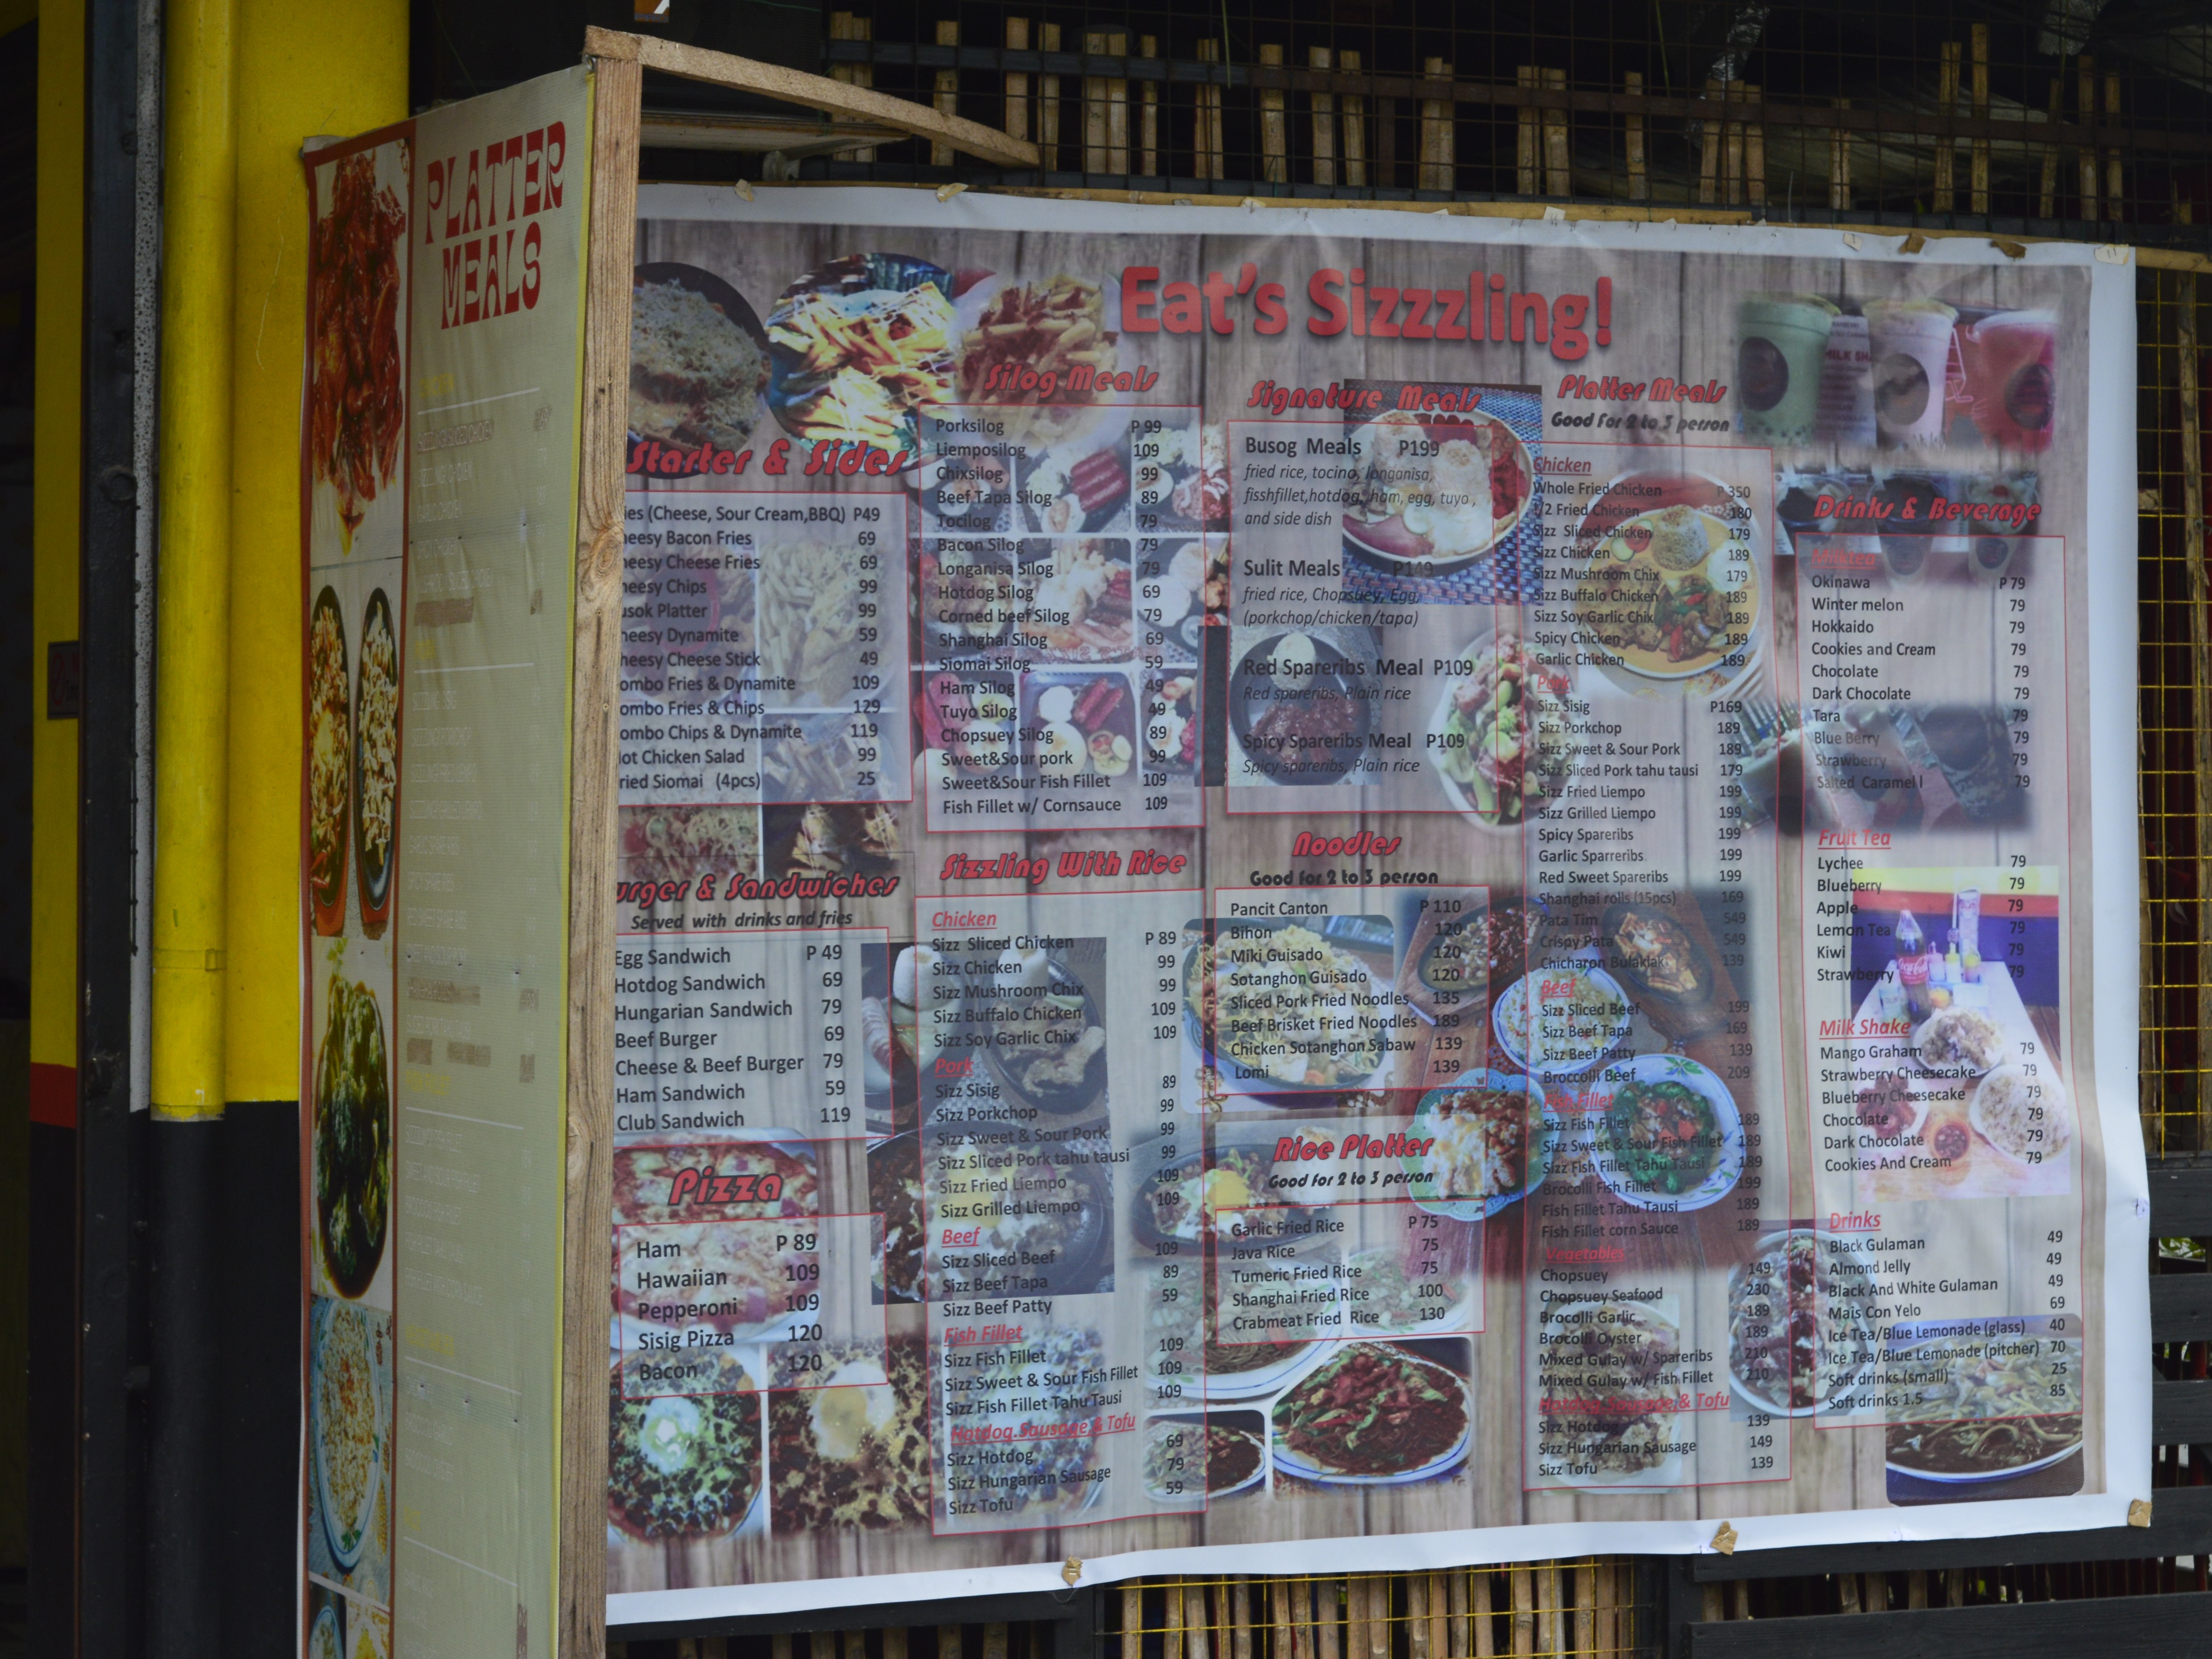 PLATTER
MEALS
Eat's Sizzzling!
Starter & Sides
(Cheese, Sour Cream,BBQ) P49
Bacon Fries 69
Cheese Fries 69
Chips 99
Platter 99
Dynamite 59
Cheese Stick 49
Fries & Dynamite 109
Fries & Chips 129
Chips & Dynamite 119
Chicken Salad 99
Siomai (4pcs) 25
& Sandwiches
Served with drinks and fries
Egg Sandwich P 49
Hotdog Sandwich 69
Hungarian Sandwich 79
Beef Burger 69
Cheese & Beef Burger 79
Ham Sandwich 59
Club Sandwich 119
Pizza
Ham P 89
Hawaiian 109
Pepperoni 109
Sisig Pizza 120
Bacon 120
Silog Meals
Porksilog P 99
Liemposilog 109
Chixsilog 99
Beef Tapa Silog 89
Tocilog 79
Bacon Silog 79
Longanisa Silog 79
Hotdog Silog 69
Corned beef Silog 79
Shanghai Silog 69
Siomai Silog 59
Ham Silog 49
Tuyo Silog 49
Chopsuey Silog 89
Sweet&Sour pork 99
Sweet&Sour Fish Fillet 109
Fish Fillet w/ Cornsauce 109
Sizzling With Rice
Chicken
Sizz Sliced Chicken P 89
Sizz Chicken 99
Sizz Mushroom Chix 99
Sizz Buffalo Chicken 109
Sizz Soy Garlic Chix 109
Pork
Sizz Sisig 89
Sizz Porkchop 99
Sizz Sweet & Sour Pork 99
Sizz Sliced Pork tahu tausi 99
Sizz Fried Liempo 109
Sizz Grilled Liempo 109
Beef
Sizz Sliced Beef 109
Sizz Beef Tapa 89
Sizz Beef Patty 59
Fish Fillet
Sizz Fish Fillet 109
Sizz Sweet & Sour Fish Fillet 109
Sizz Fish Fillet Tahu Tausi 109
Hotdog,Sausage,& Tofu
Sizz Hotdog 69
Sizz Hungarian Sausage 79
Sizz Tofu 59
Signature Meals
Busog Meals P199
fried rice, tocino, longanisa,
fisshfillet,hotdog, ham, egg, tuyo ,
and side dish
Sulit Meals P149
fried rice, Chopsuey, Egg,
(porkchop/chicken/tapa)
Red Spareribs Meal P109
Red spareribs, Plain rice
Spicy Spareribs Meal P109
Spicy spareribs, Plain rice
Noodles
Good for 2 to 3 person
Pancit Canton P 110
Bihon 120
Miki Guisado 120
Sotanghon Guisado 120
Sliced Pork Fried Noodles 135
Beef Brisket Fried Noodles 189
Chicken Sotanghon Sabaw 139
Lomi 139
Rice Platter
Good for 2 to 3 person
Garlic Fried Rice P 75
Java Rice 75
Tumeric Fried Rice 75
Shanghai Fried Rice 100
Crabmeat Fried Rice 130
Platter Meals
Good for 2 to 3 person
Chicken
Whole Fried Chicken P 350
1/2 Fried Chicken 180
Sizz Sliced Chicken 179
Sizz Chicken 189
Sizz Mushroom Chix 179
Sizz Buffalo Chicken 189
Sizz Soy Garlic Chix 189
Spicy Chicken 189
Garlic Chicken 189
Pork
Sizz Sisig P169
Sizz Porkchop 189
Sizz Sweet & Sour Pork 189
Sizz Sliced Pork tahu tausi 179
Sizz Fried Liempo 199
Sizz Grilled Liempo 199
Spicy Spareribs 199
Garlic Sparreribs 199
Red Sweet Spareribs 199
Shanghai rolls (15pcs) 169
Pata Tim 549
Crispy Pata 549
Chicharon Bulaklak 139
Beef
Sizz Sliced Beef 199
Sizz Beef Tapa 169
Sizz Beef Patty 139
Broccolli Beef 209
Fish Fillet
Sizz Fish Fillet 189
Sizz Sweet & Sour Fish Fillet 189
Sizz Fish Fillet Tahu Tausi 189
Brocolli Fish Fillet 199
Fish Fillet Tahu Tausi 189
Fish Fillet corn Sauce 189
Vegetables
Chopsuey 149
Chopsuey Seafood 230
Brocolli Garlic 189
Brocolli Oyster 189
Mixed Gulay w/ Spareribs 210
Mixed Gulay w/ Fish Fillet 210
Hotdog,Sausage,& Tofu
Sizz Hotdog 139
Sizz Hungarian Sausage 149
Sizz Tofu 139
Drinks & Beverage
Milktea
Okinawa P 79
Winter melon 79
Hokkaido 79
Cookies and Cream 79
Chocolate 79
Dark Chocolate 79
Tara 79
Blue Berry 79
Strawberry 79
Salted Caramel l 79
Fruit Tea
Lychee 79
Blueberry 79
Apple 79
Lemon Tea 79
Kiwi 79
Strawberry 79
Milk Shake
Mango Graham 79
Strawberry Cheesecake 79
Blueberry Cheesecake 79
Chocolate 79
Dark Chocolate 79
Cookies And Cream 79
Drinks
Black Gulaman 49
Almond Jelly 49
Black And White Gulaman 49
Mais Con Yelo 69
Ice Tea/Blue Lemonade (glass) 40
Ice Tea/Blue Lemonade (pitcher) 70
Soft drinks (small) 25
Soft drinks 1.5 85